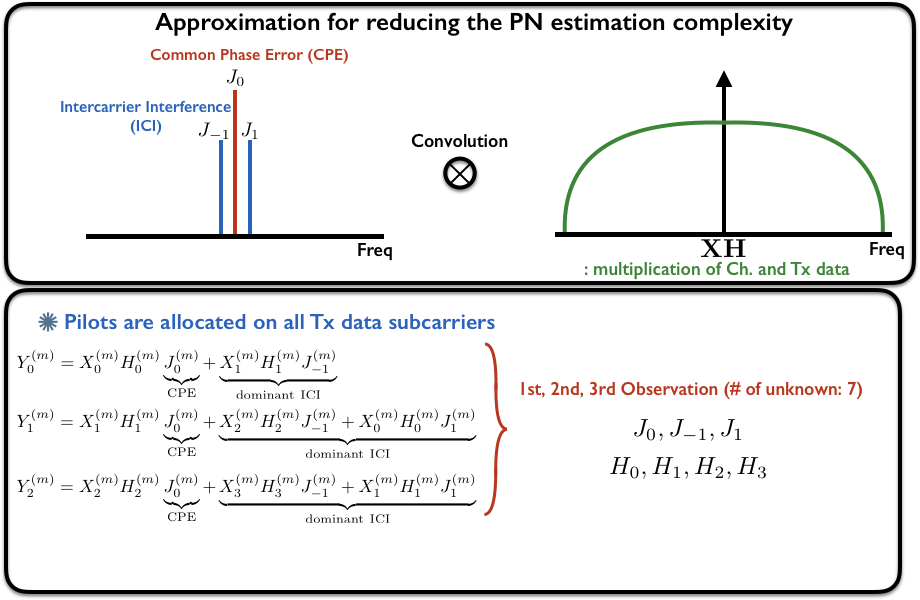 Approximation for reducing the PN estimation complexity
Common Phase Error (CPE)
J_0
Intercarrier Interference
(ICI)
J_{-1} J_1
Convolution
Freq
XH
Freq
: multiplication of Ch. and Tx data
Pilots are allocated on all Tx data subcarriers
Y_0^{(m)} = X_0^{(m)} H_0^{(m)} J_0^{(m)} + X_1^{(m)} H_1^{(m)} J_{-1}^{(m)}
CPE dominant ICI
Y_1^{(m)} = X_1^{(m)} H_1^{(m)} J_0^{(m)} + X_2^{(m)} H_2^{(m)} J_{-1}^{(m)} + X_0^{(m)} H_0^{(m)} J_1^{(m)}
CPE dominant ICI
Y_2^{(m)} = X_2^{(m)} H_2^{(m)} J_0^{(m)} + X_3^{(m)} H_3^{(m)} J_{-1}^{(m)} + X_1^{(m)} H_1^{(m)} J_1^{(m)}
CPE dominant ICI
1st, 2nd, 3rd Observation (# of unknown: 7)
J_0, J_{-1}, J_1
H_0, H_1, H_2, H_3